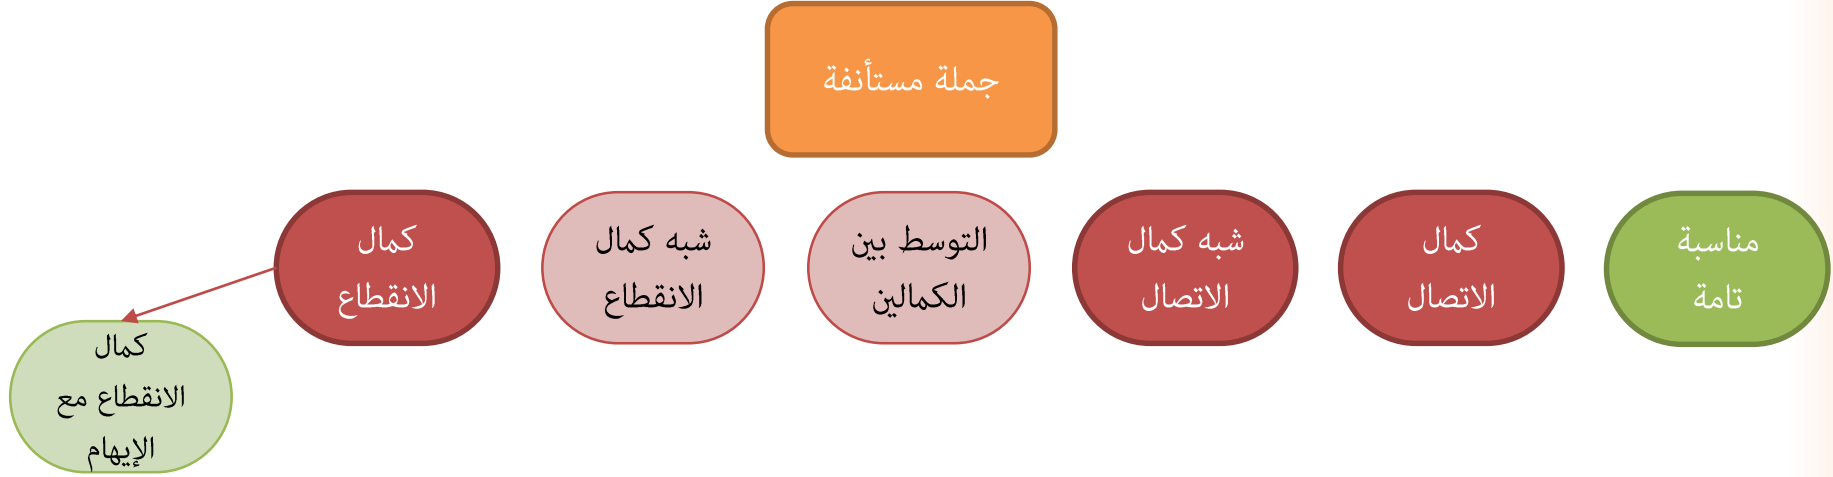 جملة مستأنفة
مناسبة
تامة
كمال
الاتصال
شبه كمال
الاتصال
التوسط بين
الكمالين
شبه كمال
الانقطاع
كمال
الانقطاع
كمال
الانقطاع مع
الإيهام